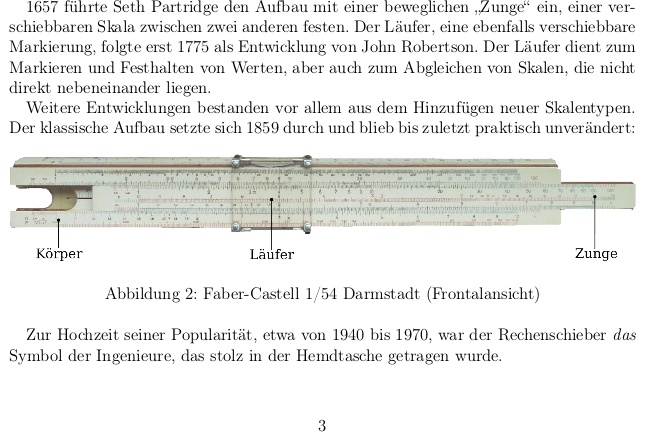 1657 führte Seth Partridge den Aufbau mit einer beweglichen „Zunge“ ein, einer ver-
schiebbaren Skala zwischen zwei anderen festen. Der Läufer, eine ebenfalls verschiebbare
Markierung, folgte erst 1775 als Entwicklung von John Robertson. Der Läufer dient zum
Markieren und Festhalten von Werten, aber auch zum Abgleichen von Skalen, die nicht
direkt nebeneinander liegen.
Weitere Entwicklungen bestanden vor allem aus dem Hinzufügen neuer Skalentypen.
Der klassische Aufbau setzte sich 1859 durch und blieb bis zuletzt praktisch unverändert:
Körper
Läufer
Zunge
Abbildung 2: Faber-Castell 1/54 Darmstadt (Frontalansicht)
Zur Hochzeit seiner Popularität, etwa von 1940 bis 1970, war der Rechenschieber das
Symbol der Ingenieure, das stolz in der Hemdtasche getragen wurde.
3